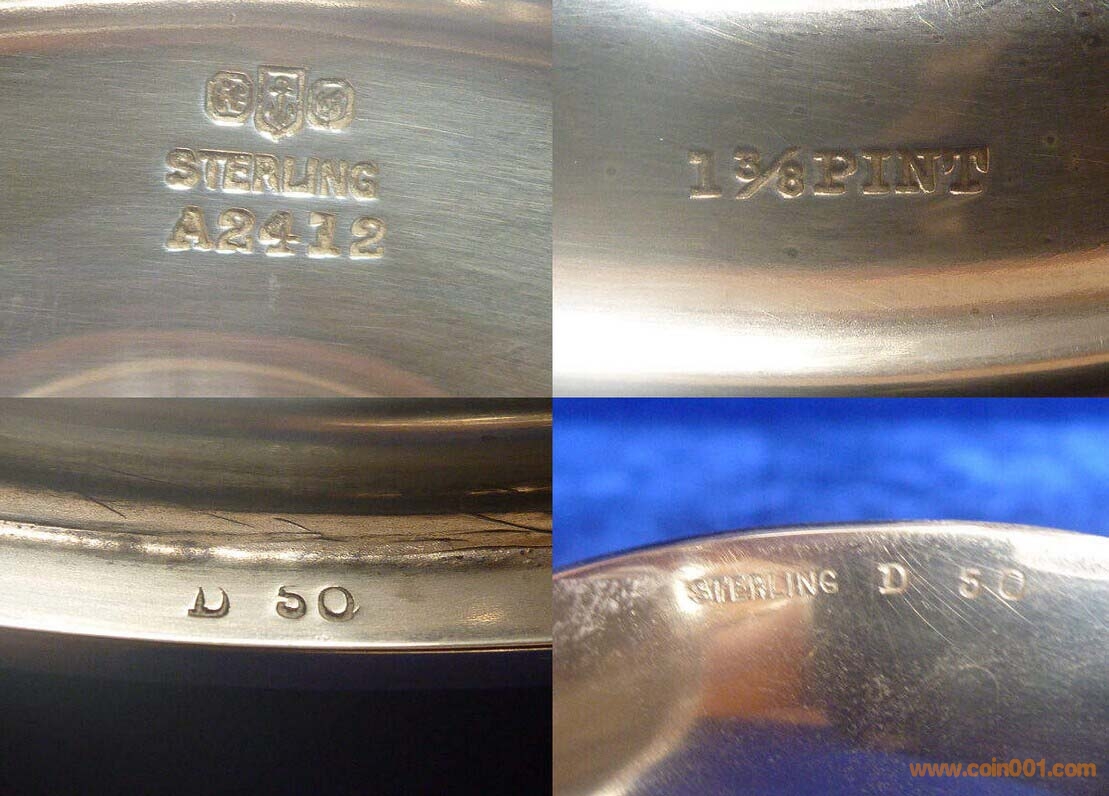 STERLING
A2412
1 3/8 PINT
D 50
STERLING D 50
www.coin001.com